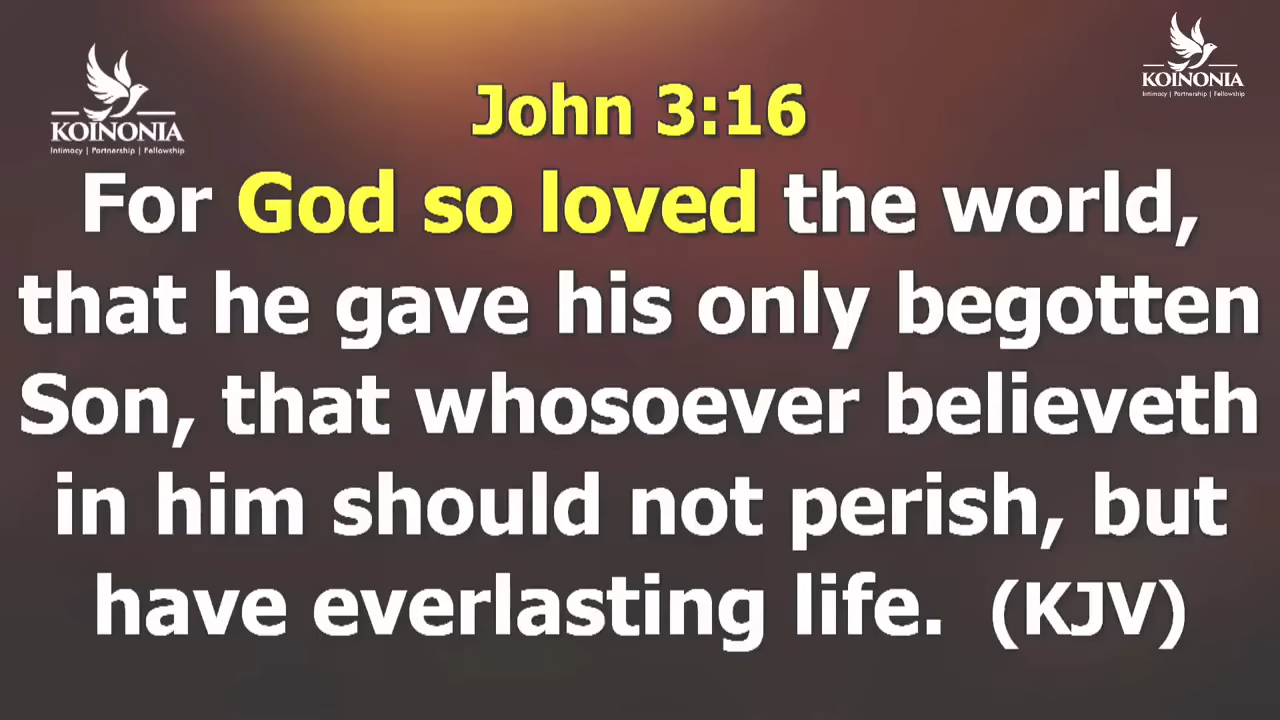 KOINONIA
Intimacy | Partnership | Fellowship
KOINONIA
Intimacy | Partnership | Fellowship
John 3:16
For God so loved the world,
that he gave his only begotten
Son, that whosoever believeth
in him should not perish, but
have everlasting life.  (KJV)